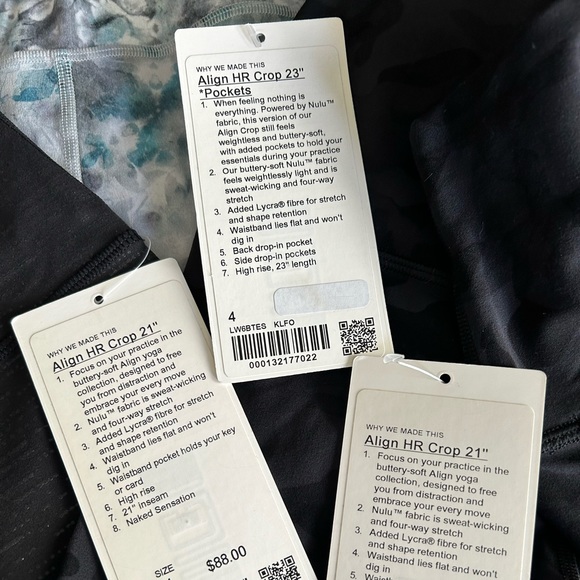 WHY WE MADE THIS
Align HR Crop 23"
*Pockets
1. When feeling nothing is
everything. Powered by Nulu™
fabric, this version of our
Align Crop still feels
weightless and buttery-soft,
with added pockets to hold your
essentials during your practice
2. Our buttery-soft Nulu™ fabric
feels weightlessly light and is
sweat-wicking and four-way
stretch
3. Added Lycra® fibre for stretch
and shape retention
4. Waistband lies flat and won't
dig in
5. Back drop-in pocket
6. Side drop-in pockets
7. High rise, 23" length
4
LW6BTES KLFO
000132177022
WHY WE MADE THIS
Align HR Crop 21"
1. Focus on your practice in the
buttery-soft Align yoga
collection, designed to free
you from distraction and
embrace your every move
2. Nulu™ fabric is sweat-wicking
and four-way stretch
3. Added Lycra® fibre for stretch
and shape retention
4. Waistband lies flat and won't
dig in
5. Waistband pocket holds your key
or card
6. High rise
7. 21" inseam
8. Naked Sensation
SIZE
$88.00
WHY WE MADE THIS
Align HR Crop 21"
1. Focus on your practice in the
buttery-soft Align yoga
collection, designed to free
you from distraction and
embrace your every move
2. Nulu™ fabric is sweat-wicking
and four-way stretch
3. Added Lycra® fibre for stretch
and shape retention
4. Waistband lies flat and won't
dig in
5.